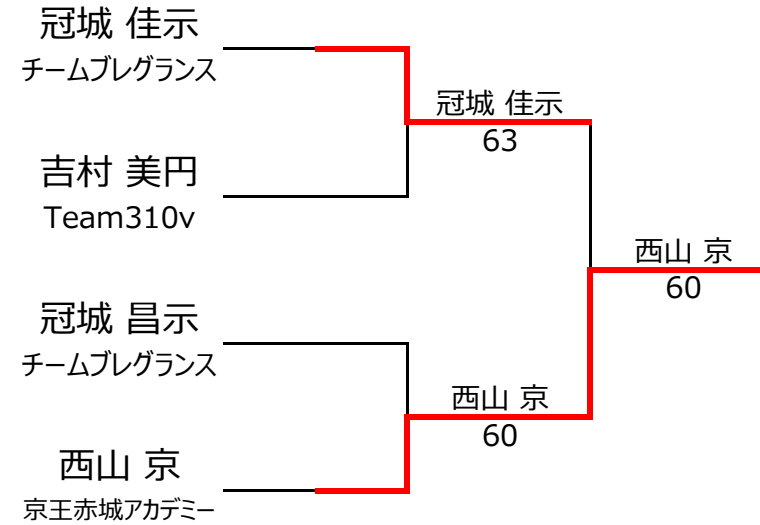 冠城 佳示
チームブレグランス
吉村 美円
Team310v
冠城 昌示
チームブレグランス
西山 京
京王赤城アカデミー
冠城 佳示
63
西山 京
60
西山 京
60